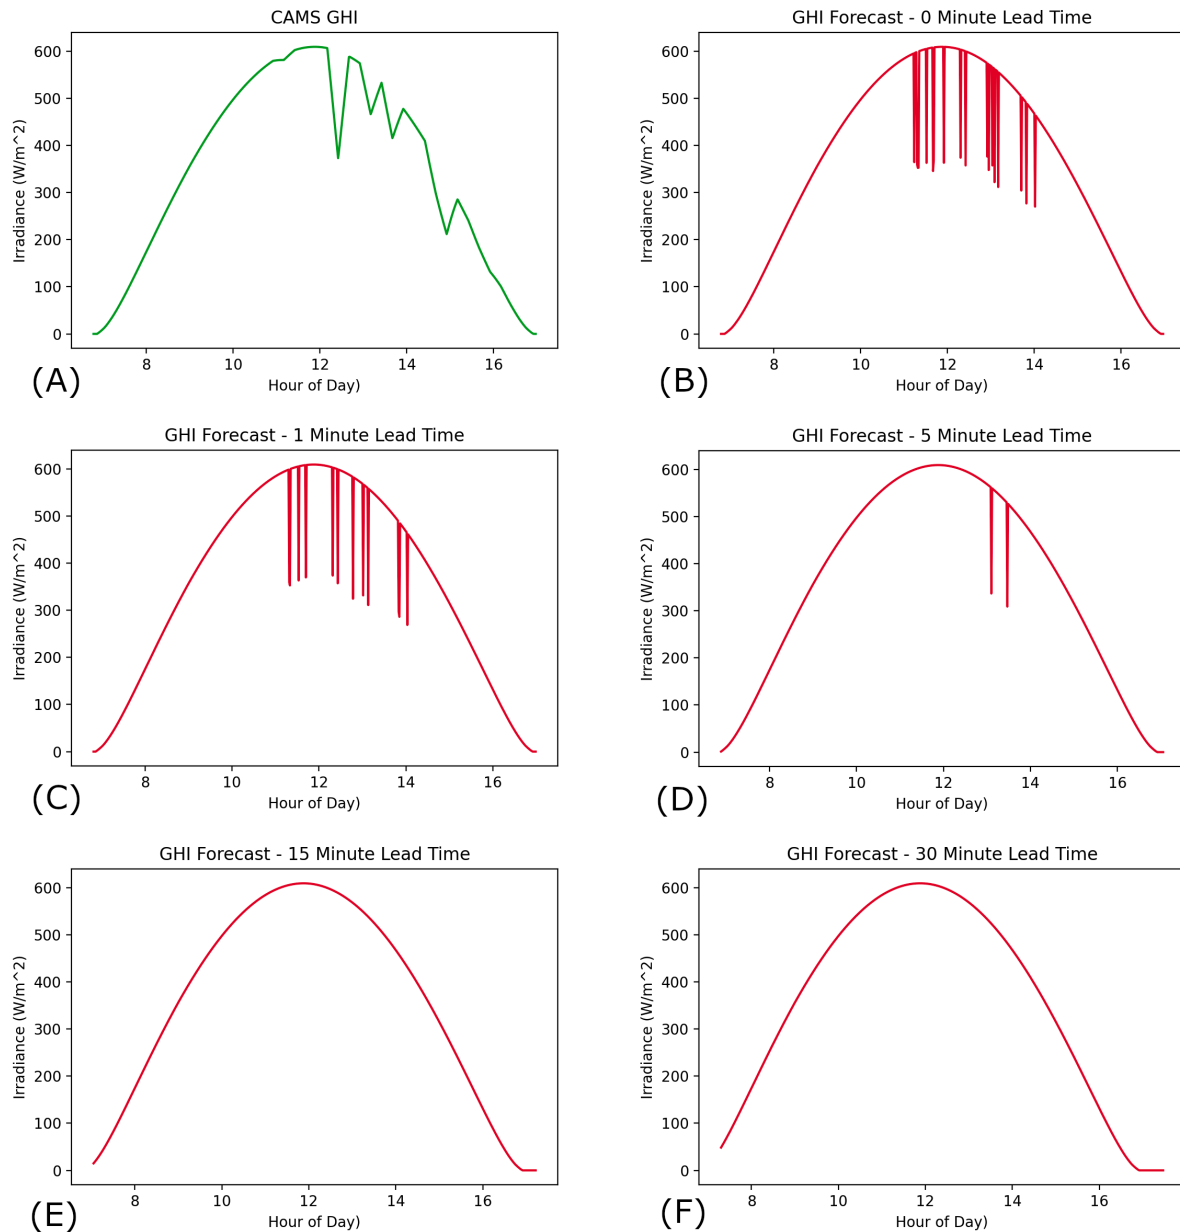 CAMS GHI
600
500
400
300
200
100
0
Irradiance (W/m^2)
8 10 12 14 16
Hour of Day)
(A)
GHI Forecast - 0 Minute Lead Time
600
500
400
300
200
100
0
Irradiance (W/m^2)
8 10 12 14 16
Hour of Day)
(B)
GHI Forecast - 1 Minute Lead Time
600
500
400
300
200
100
0
Irradiance (W/m^2)
8 10 12 14 16
Hour of Day)
(C)
GHI Forecast - 5 Minute Lead Time
600
500
400
300
200
100
0
Irradiance (W/m^2)
8 10 12 14 16
Hour of Day)
(D)
GHI Forecast - 15 Minute Lead Time
600
500
400
300
200
100
0
Irradiance (W/m^2)
8 10 12 14 16
Hour of Day)
(E)
GHI Forecast - 30 Minute Lead Time
600
500
400
300
200
100
0
Irradiance (W/m^2)
8 10 12 14 16
Hour of Day)
(F)